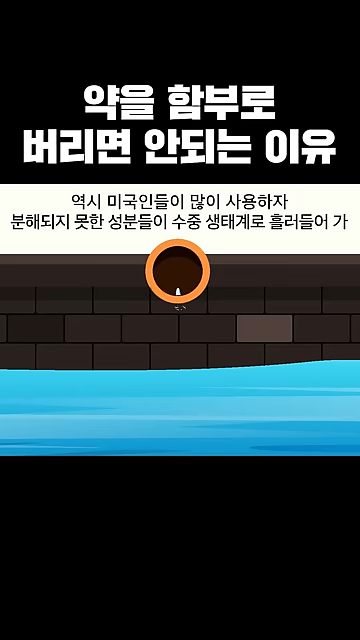 약을 함부로
버리면 안되는 이유
역시 미국인들이 많이 사용하자
분해되지 못한 성분들이 수중 생태계로 흘러들어 가